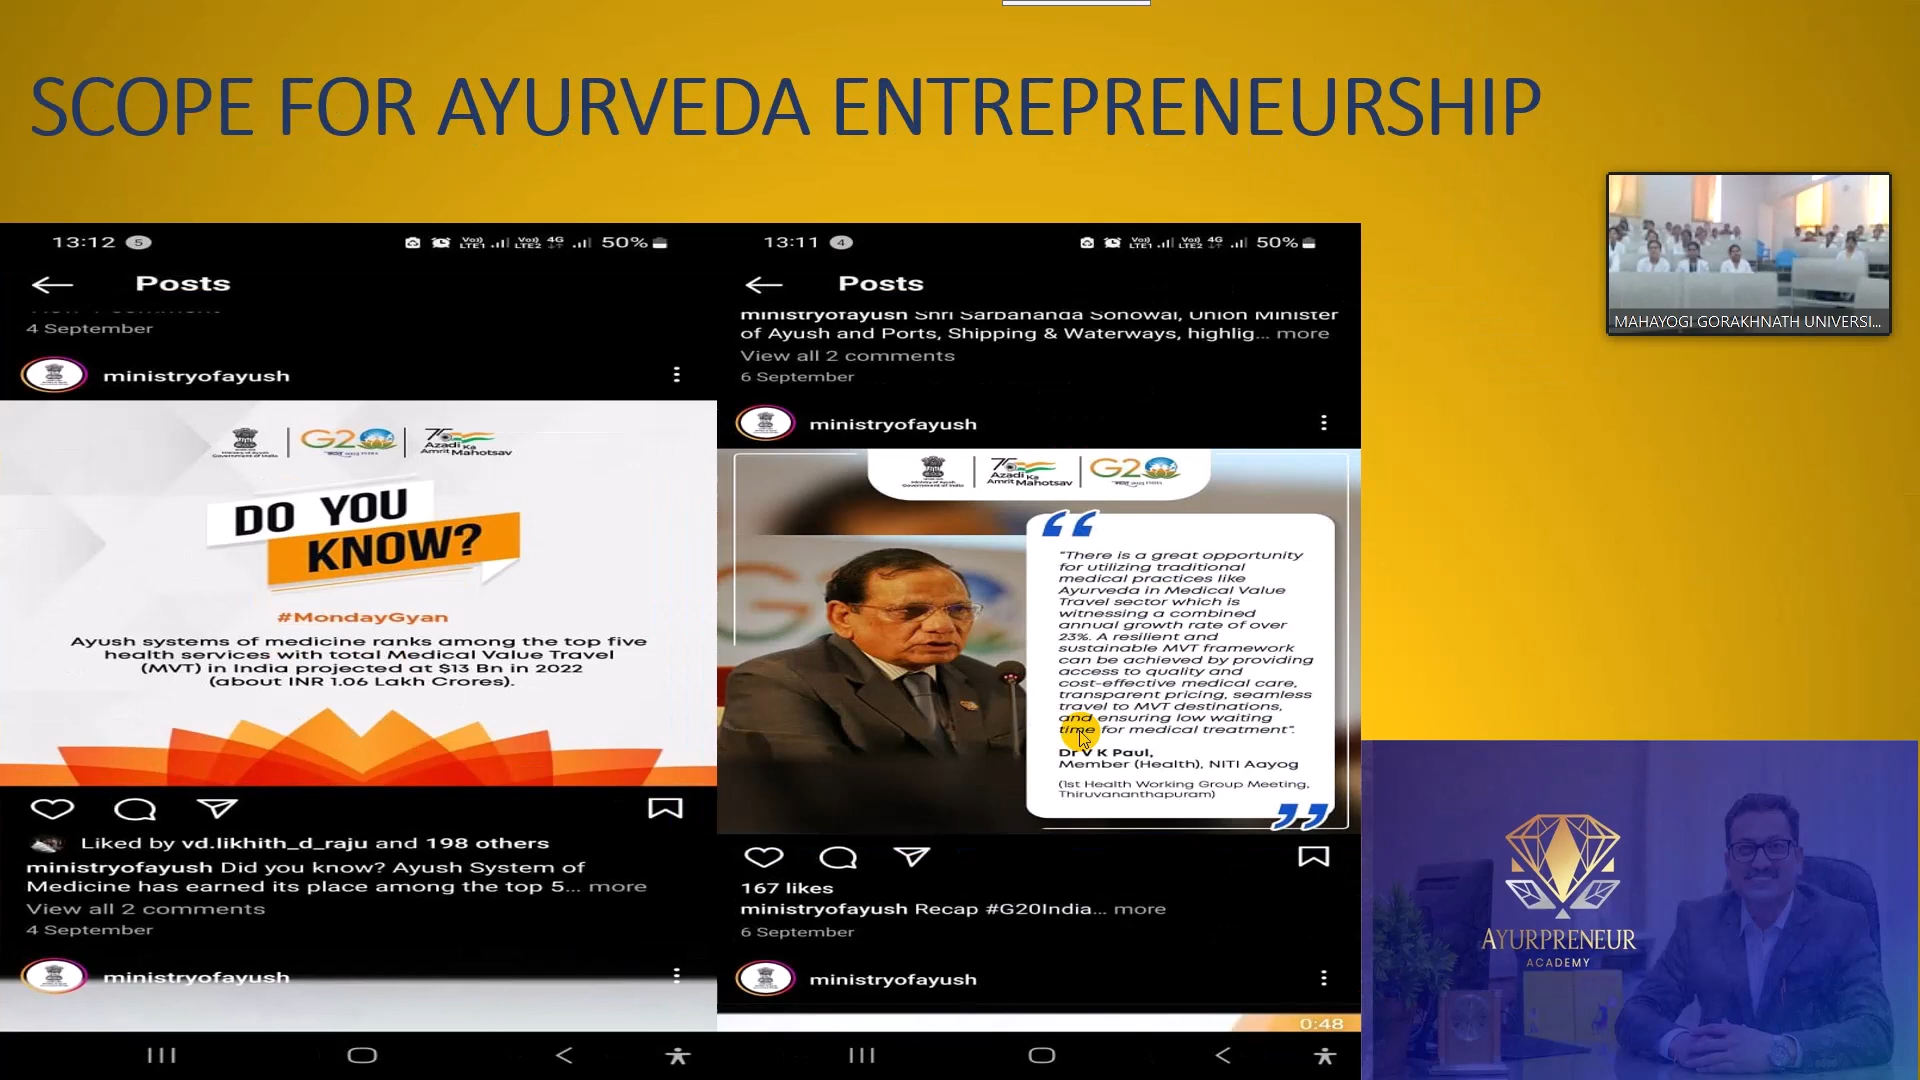 SCOPE FOR AYURVEDA ENTREPRENEURSHIP
13:12 5
50%
Posts
4 September
ministryofayush
G20
Azadi Ka
Amrit Mahotsav
DO YOU
KNOW?
#MondayGyan
Ayush systems of medicine ranks among the top five
health services with total Medical Value Travel
(MVT) in India projected at $13 Bn in 2022
(about INR 1.06 Lakh Crores).
Liked by vd.likhith_d_raju and 198 others
ministryofayush Did you know? Ayush System of
Medicine has earned its place among the top 5... more
View all 2 comments
4 September
ministryofayush
13:11 4
50%
Posts
ministryofayush Shri Sarbananda Sonowal, Union Minister
of Ayush and Ports, Shipping & Waterways, highlig... more
View all 2 comments
6 September
ministryofayush
Azadi Ka
Amrit Mahotsav
G20
"There is a great opportunity
for utilizing traditional
medical practices like
Ayurveda in Medical Value
Travel sector which is
witnessing a combined
annual growth rate of over
23%. A resilient and
sustainable MVT framework
can be achieved by providing
access to quality and
cost-effective medical care,
transparent pricing, seamless
travel to MVT destinations,
and ensuring low waiting
time for medical treatment".
Dr V K Paul,
Member (Health), NITI Aayog
(1st Health Working Group Meeting,
Thiruvananthapuram)
167 likes
ministryofayush Recap #G20India... more
6 September
ministryofayush
0:48
MAHAYOGI GORAKHNATH UNIVERSI...
AYURPRENEUR
ACADEMY